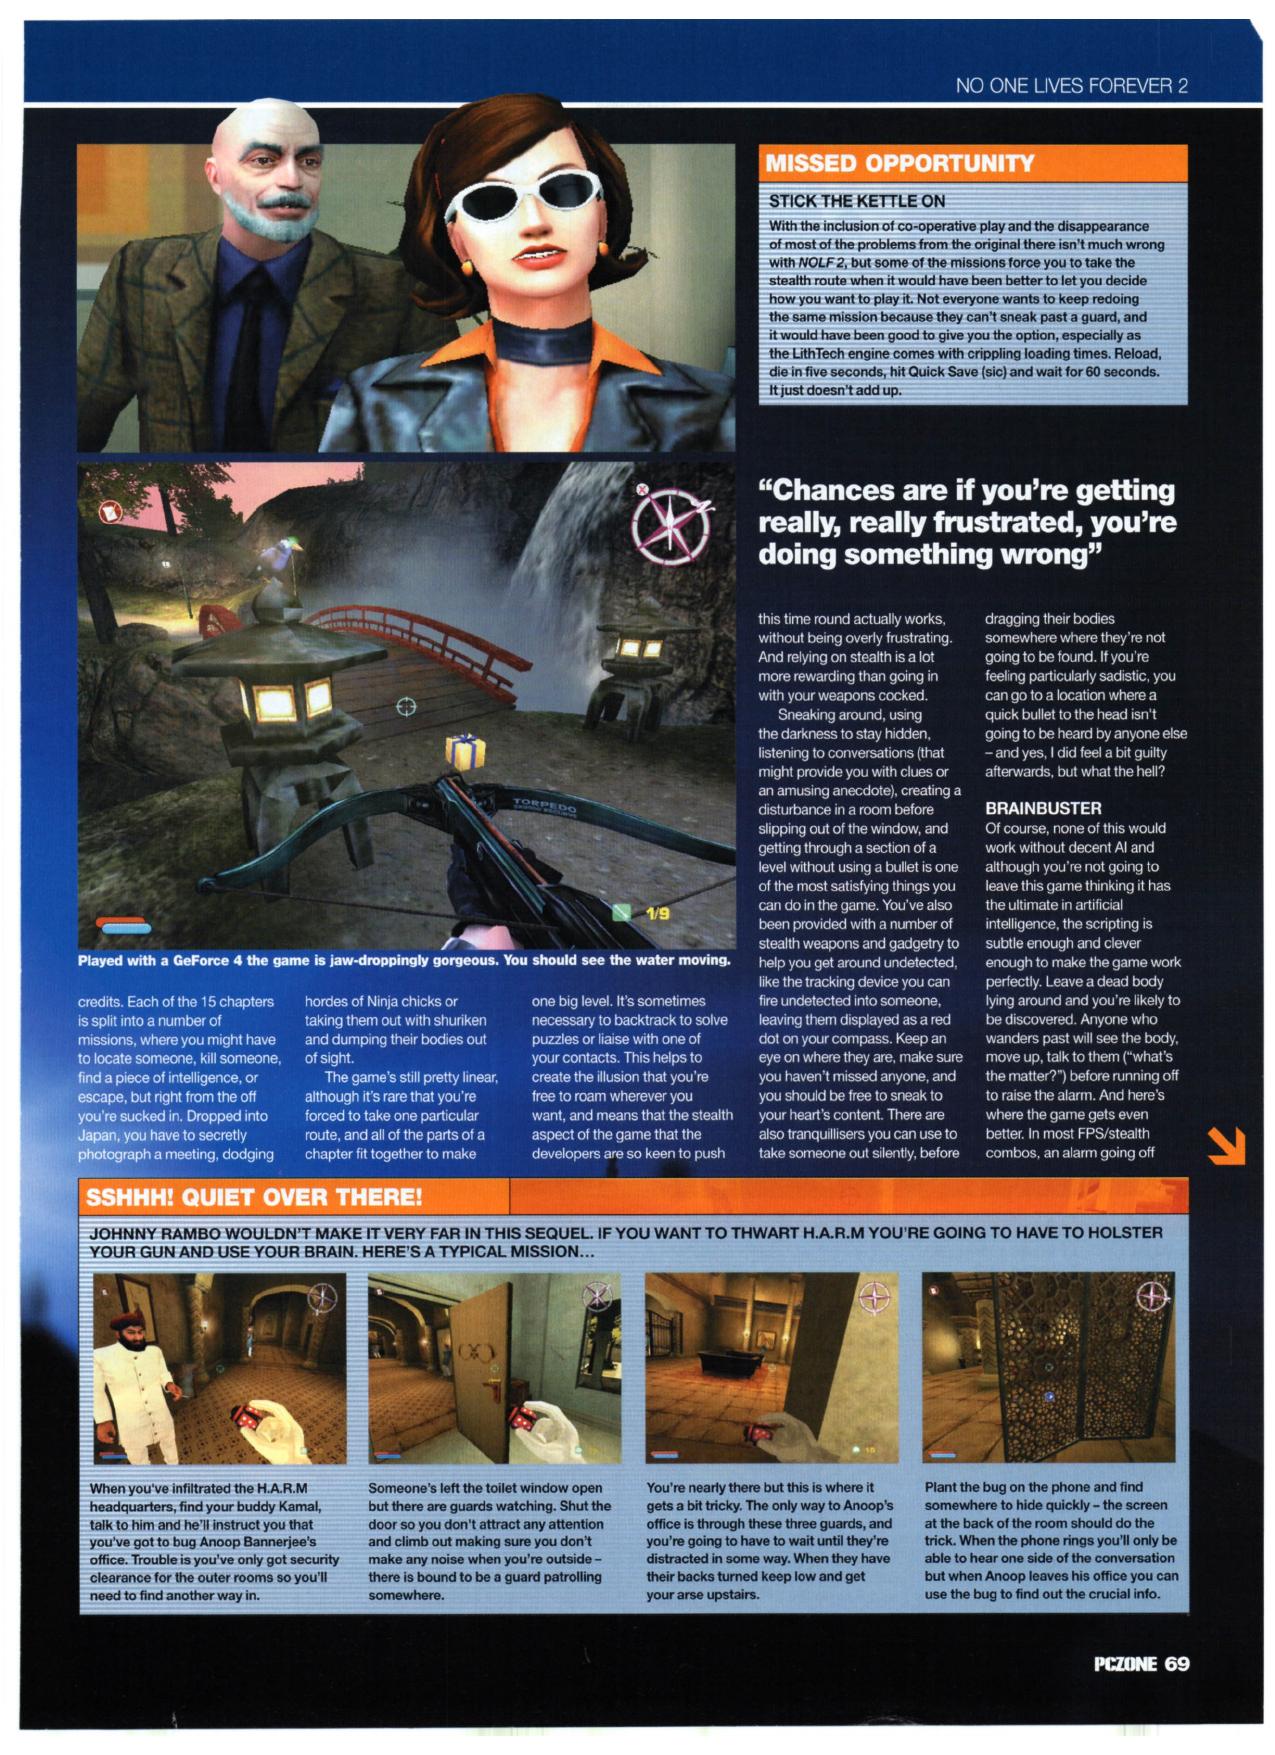 NO ONE LIVES FOREVER 2
MISSED OPPORTUNITY
STICK THE KETTLE ON
With the inclusion of co-operative play and the disappearance
of most of the problems from the original there isn't much wrong
with NOLF 2, but some of the missions force you to take the
stealth route when it would have been better to let you decide
how you want to play it. Not everyone wants to keep redoing
the same mission because they can't sneak past a guard, and
it would have been good to give you the option, especially as
the LithTech engine comes with crippling loading times. Reload,
die in five seconds, hit Quick Save (sic) and wait for 60 seconds.
It just doesn't add up.
TORPEDO
1/9
Played with a GeForce 4 the game is jaw-droppingly gorgeous. You should see the water moving.
"Chances are if you're getting
really, really frustrated, you're
doing something wrong"
credits. Each of the 15 chapters
is split into a number of
missions, where you might have
to locate someone, kill someone,
find a piece of intelligence, or
escape, but right from the off
you're sucked in. Dropped into
Japan, you have to secretly
photograph a meeting, dodging
hordes of Ninja chicks or
taking them out with shuriken
and dumping their bodies out
of sight.
The game's still pretty linear,
although it's rare that you're
forced to take one particular
route, and all of the parts of a
chapter fit together to make
one big level. It's sometimes
necessary to backtrack to solve
puzzles or liaise with one of
your contacts. This helps to
create the illusion that you're
free to roam wherever you
want, and means that the stealth
aspect of the game that the
developers are so keen to push
this time round actually works,
without being overly frustrating.
And relying on stealth is a lot
more rewarding than going in
with your weapons cocked.
Sneaking around, using
the darkness to stay hidden,
listening to conversations (that
might provide you with clues or
an amusing anecdote), creating a
disturbance in a room before
slipping out of the window, and
getting through a section of a
level without using a bullet is one
of the most satisfying things you
can do in the game. You've also
been provided with a number of
stealth weapons and gadgetry to
help you get around undetected,
like the tracking device you can
fire undetected into someone,
leaving them displayed as a red
dot on your compass. Keep an
eye on where they are, make sure
you haven't missed anyone, and
you should be free to sneak to
your heart's content. There are
also tranquillisers you can use to
take someone out silently, before
dragging their bodies
somewhere where they're not
going to be found. If you're
feeling particularly sadistic, you
can go to a location where a
quick bullet to the head isn't
going to be heard by anyone else
– and yes, I did feel a bit guilty
afterwards, but what the hell?
BRAINBUSTER
Of course, none of this would
work without decent AI and
although you're not going to
leave this game thinking it has
the ultimate in artificial
intelligence, the scripting is
subtle enough and clever
enough to make the game work
perfectly. Leave a dead body
lying around and you're likely to
be discovered. Anyone who
wanders past will see the body,
move up, talk to them ("what's
the matter?") before running off
to raise the alarm. And here's
where the game gets even
better. In most FPS/stealth
combos, an alarm going off
SSHHH! QUIET OVER THERE!
JOHNNY RAMBO WOULDN'T MAKE IT VERY FAR IN THIS SEQUEL. IF YOU WANT TO THWART H.A.R.M YOU'RE GOING TO HAVE TO HOLSTER
YOUR GUN AND USE YOUR BRAIN. HERE'S A TYPICAL MISSION...
When you've infiltrated the H.A.R.M
headquarters, find your buddy Kamal,
talk to him and he'll instruct you that
you've got to bug Anoop Bannerjee's
office. Trouble is you've only got security
clearance for the outer rooms so you'll
need to find another way in.
Someone's left the toilet window open
but there are guards watching. Shut the
door so you don't attract any attention
and climb out making sure you don't
make any noise when you're outside –
there is bound to be a guard patrolling
somewhere.
You're nearly there but this is where it
gets a bit tricky. The only way to Anoop's
office is through these three guards, and
you're going to have to wait until they're
distracted in some way. When they have
their backs turned keep low and get
your arse upstairs.
Plant the bug on the phone and find
somewhere to hide quickly – the screen
at the back of the room should do the
trick. When the phone rings you'll only be
able to hear one side of the conversation
but when Anoop leaves his office you can
use the bug to find out the crucial info.
PCZONE 69